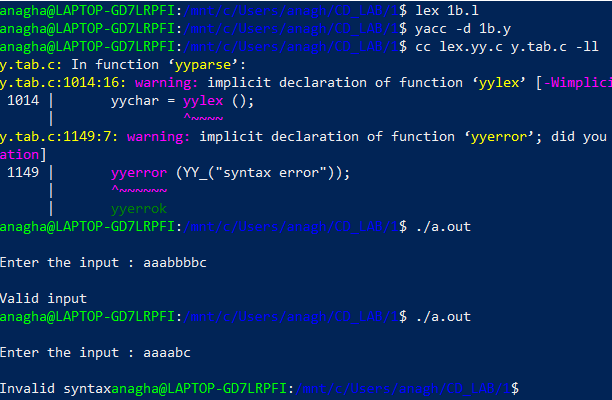 anagha@LAPTOP-GD7LRPFI:/mnt/c/Users/anagh/CD LAB/1$ lex 1b.l
anagha@LAPTOP-GD7LRPFI:/mnt/c/Users/anagh/CD LAB/1$ yacc -d 1b.y
anagha@LAPTOP-GD7LRPFI:/mnt/c/Users/anagh/CD LAB/1$ cc lex.yy.c y.tab.c -ll
y.tab.c: In function ‘yyparse’:
y.tab.c:1014:16: warning: implicit declaration of function ‘yylex’ [-Wimplici
1014 | yychar = yylex ();
| ^~~~~
y.tab.c:1149:7: warning: implicit declaration of function ‘yyerror’; did you
ation]
1149 | yyerror (YY_("syntax error"));
| ^~~~~~~
| yyerrok
anagha@LAPTOP-GD7LRPFI:/mnt/c/Users/anagh/CD LAB/1$ ./a.out
Enter the input : aaabbbbc
Valid input
anagha@LAPTOP-GD7LRPFI:/mnt/c/Users/anagh/CD LAB/1$ ./a.out
Enter the input : aaaabc
Invalid syntaxanagha@LAPTOP-GD7LRPFI:/mnt/c/Users/anagh/CD LAB/1$